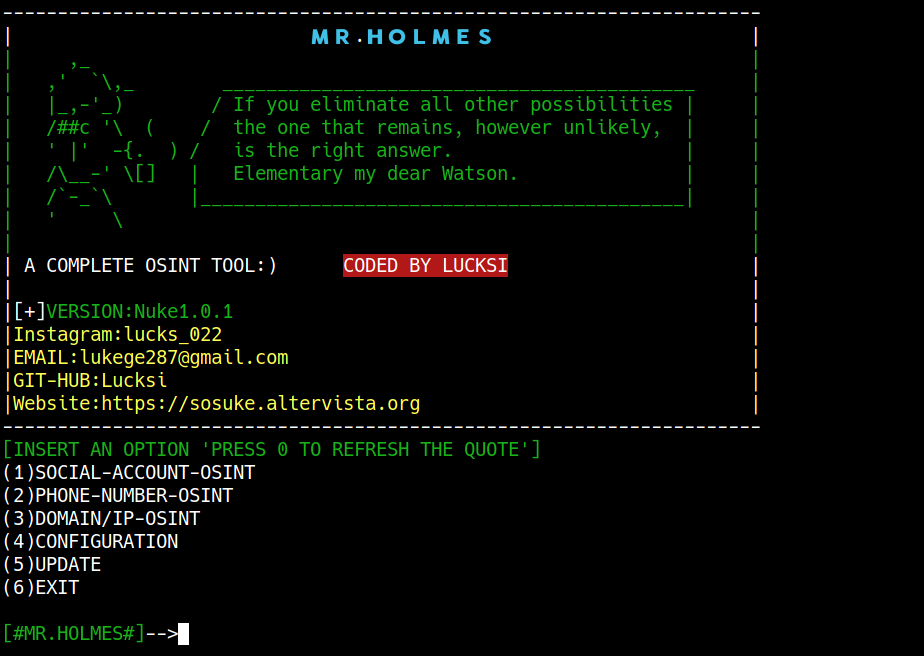 MR.HOLMES
If you eliminate all other possibilities
the one that remains, however unlikely,
is the right answer.
Elementary my dear Watson.
A COMPLETE OSINT TOOL:) CODED BY LUCKSI
[+]VERSION:Nuke1.0.1
Instagram:lucks_022
EMAIL:lukege287@gmail.com
GIT-HUB:Lucksi
Website:https://sosuke.altervista.org
[INSERT AN OPTION 'PRESS 0 TO REFRESH THE QUOTE']
(1)SOCIAL-ACCOUNT-OSINT
(2)PHONE-NUMBER-OSINT
(3)DOMAIN/IP-OSINT
(4)CONFIGURATION
(5)UPDATE
(6)EXIT
[#MR.HOLMES#]-->